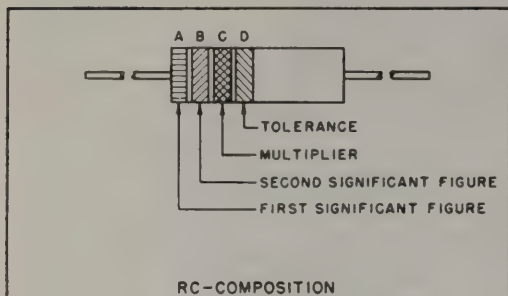 A B C D
TOLERANCE
MULTIPLIER
SECOND SIGNIFICANT FIGURE
FIRST SIGNIFICANT FIGURE
RC-COMPOSITION